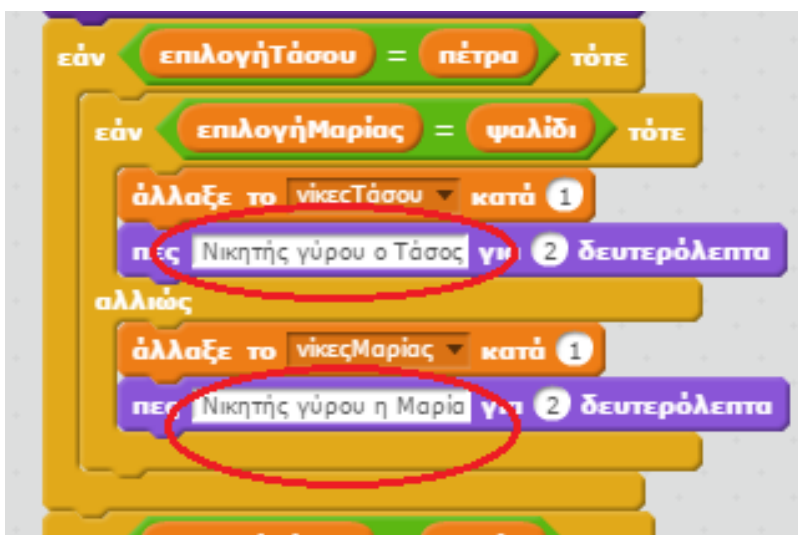 εάν επιλογήΤάσου = πέτρα τότε
εάν επιλογήΜαρίας = ψαλίδι τότε
άλλαξε το νίκεςΤάσου κατά 1
πες Νικητής γύρου ο Τάσος για 2 δευτερόλεπτα
αλλιώς
άλλαξε το νίκεςΜαρίας κατά 1
πες Νικητής γύρου η Μαρία για 2 δευτερόλεπτα